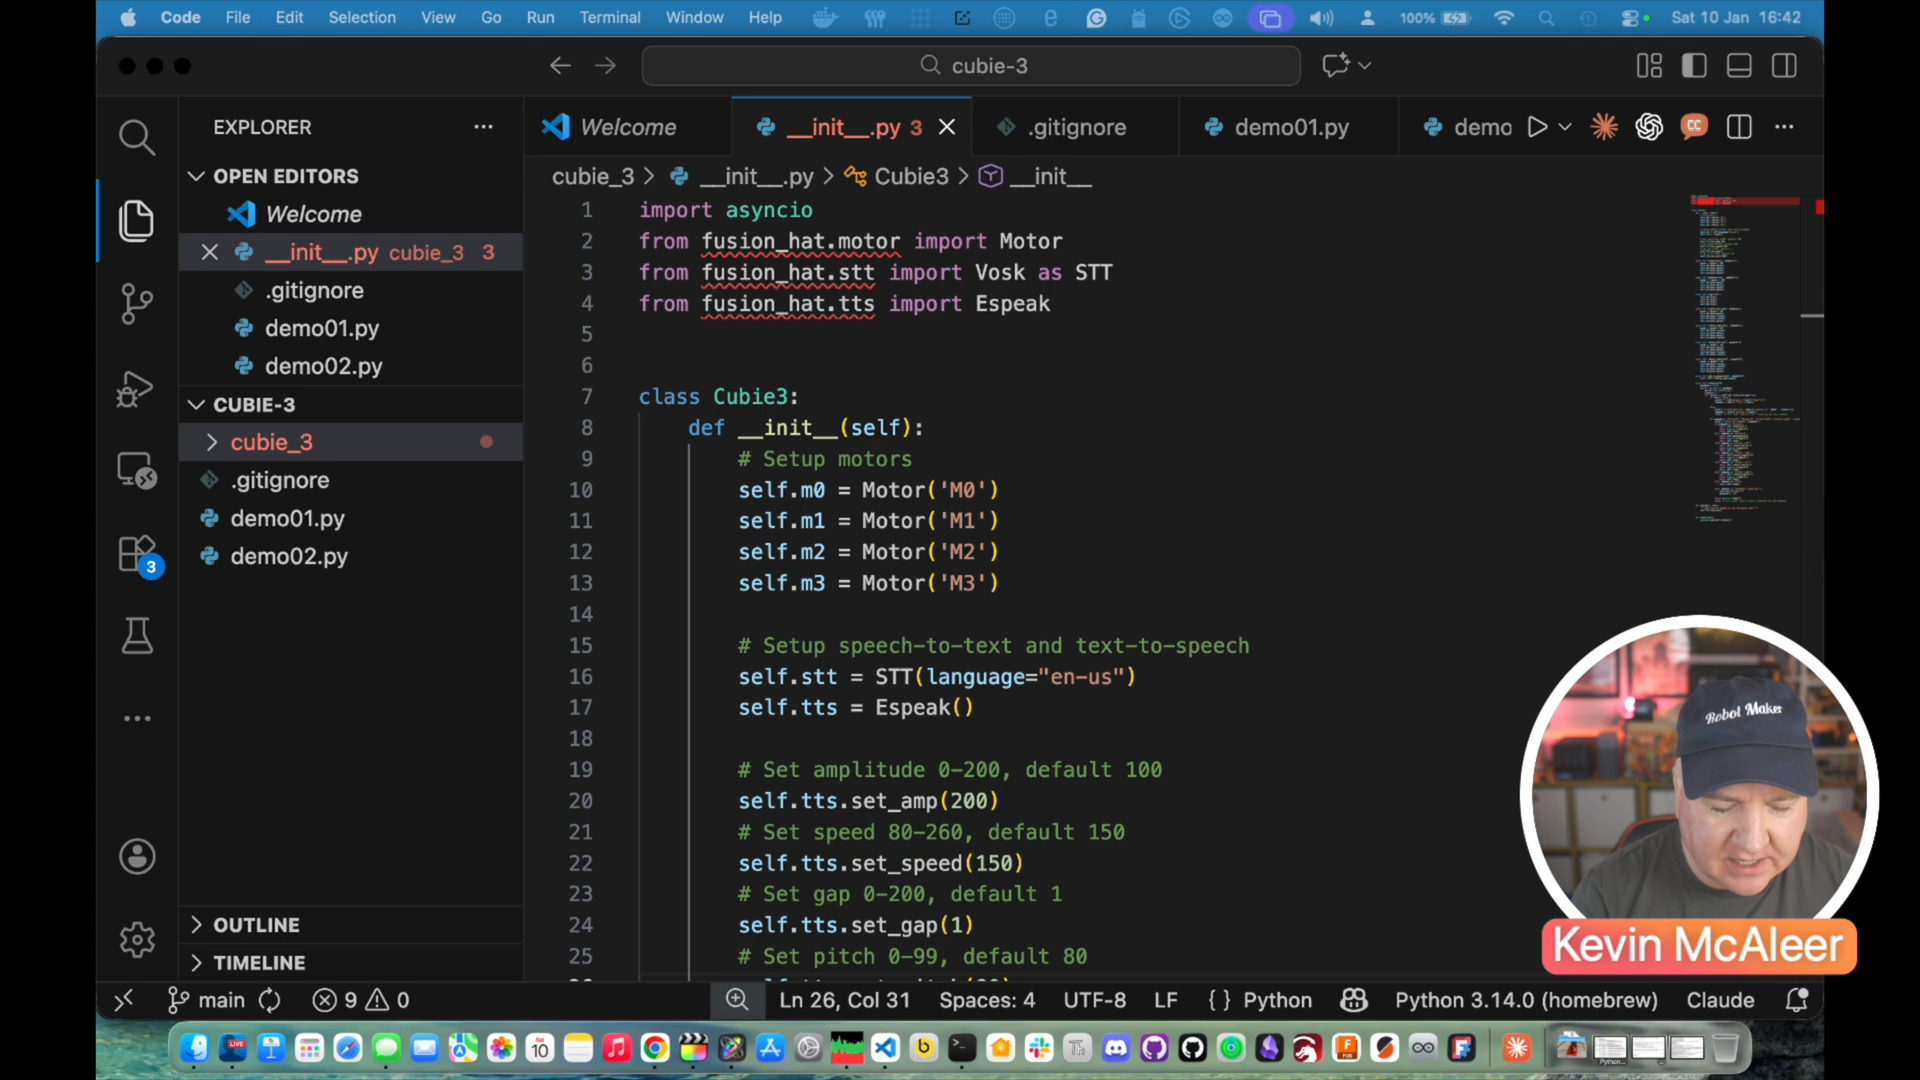 Code File Edit Selection View Go Run Terminal Window Help 100% Sat 10 Jan 16:42
cubie-3
EXPLORER
Welcome
__init__.py 3
.gitignore
demo01.py
demo
OPEN EDITORS
cubie_3 > __init__.py > Cubie3 > __init__
Welcome
__init__.py cubie_3 3
.gitignore
demo01.py
demo02.py
CUBIE-3
cubie_3
.gitignore
demo01.py
demo02.py
3
OUTLINE
TIMELINE
1 import asyncio
2 from fusion_hat.motor import Motor
3 from fusion_hat.stt import Vosk as STT
4 from fusion_hat.tts import Espeak
5
6
7 class Cubie3:
8 def __init__(self):
9 # Setup motors
10 self.m0 = Motor('M0')
11 self.m1 = Motor('M1')
12 self.m2 = Motor('M2')
13 self.m3 = Motor('M3')
14
15 # Setup speech-to-text and text-to-speech
16 self.stt = STT(language="en-us")
17 self.tts = Espeak()
18
19 # Set amplitude 0-200, default 100
20 self.tts.set_amp(200)
21 # Set speed 80-260, default 150
22 self.tts.set_speed(150)
23 # Set gap 0-200, default 1
24 self.tts.set_gap(1)
25 # Set pitch 0-99, default 80
Robot Maker
Kevin McAleer
main 9 0 Ln 26, Col 31 Spaces: 4 UTF-8 LF {} Python Python 3.14.0 (homebrew) Claude
LIVE
10